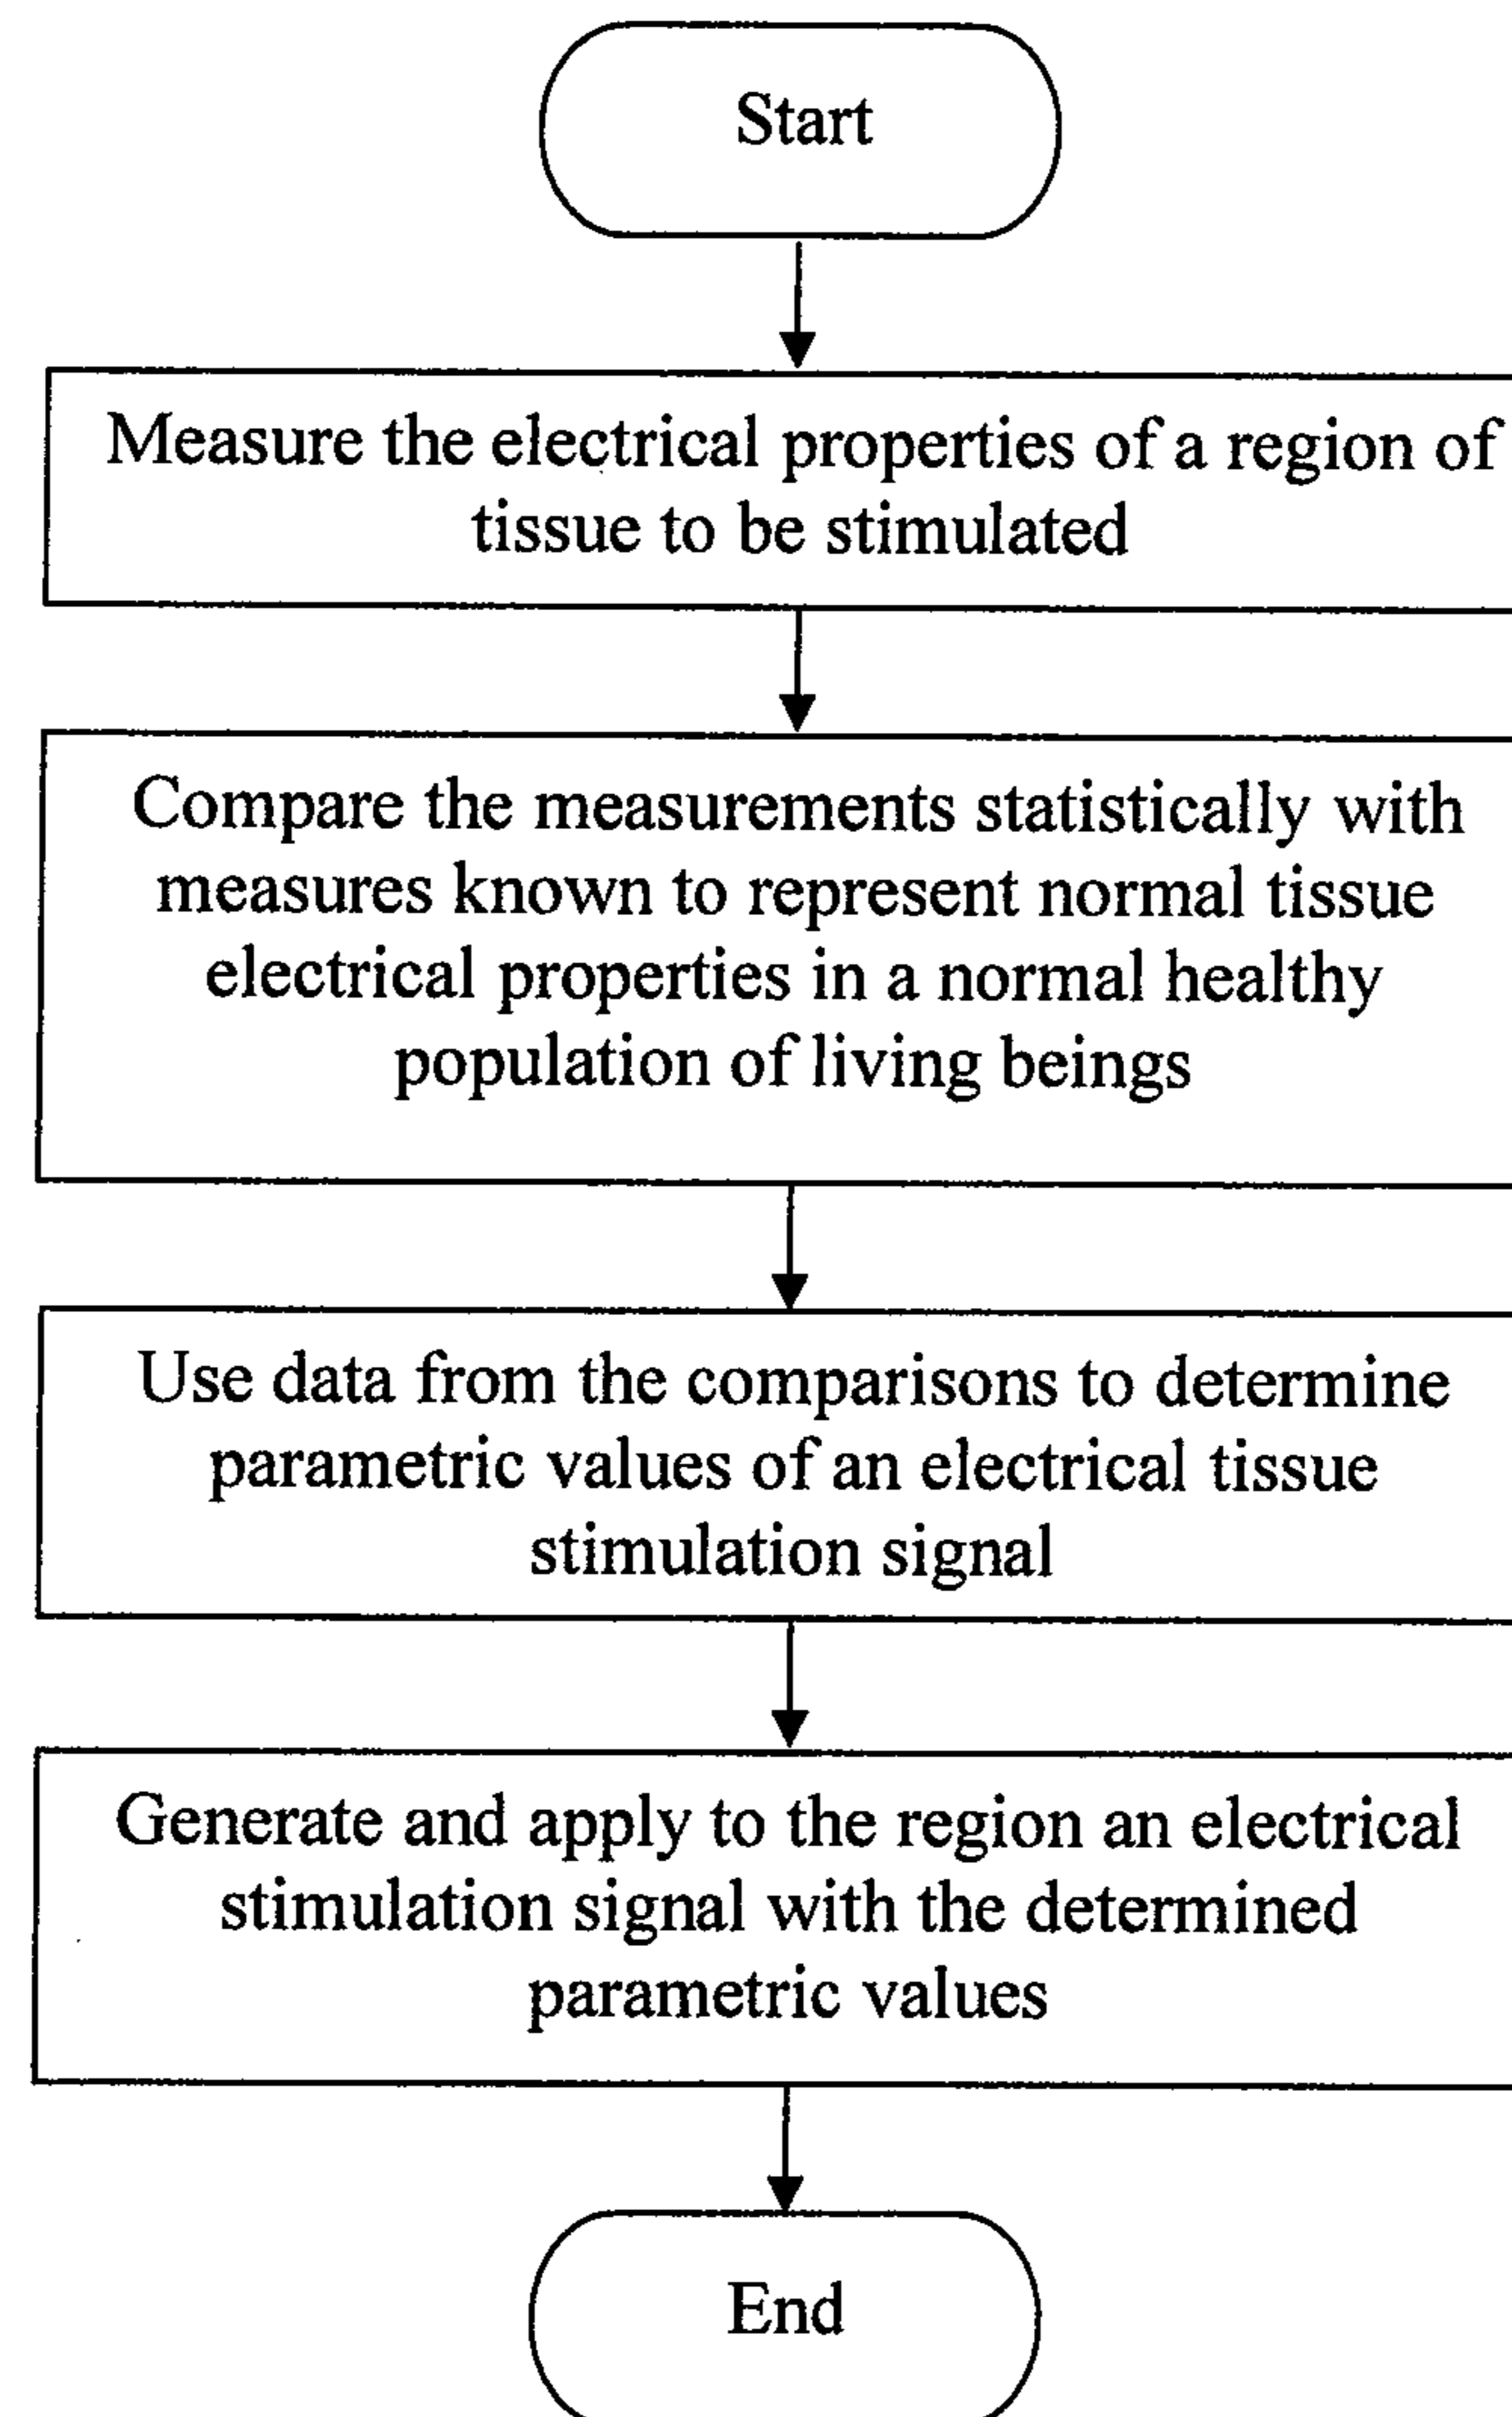 Start
Measure the electrical properties of a region of
tissue to be stimulated
Compare the measurements statistically with
measures known to represent normal tissue
electrical properties in a normal healthy
population of living beings
Use data from the comparisons to determine
parametric values of an electrical tissue
stimulation signal
Generate and apply to the region an electrical
stimulation signal with the determined
parametric values
End